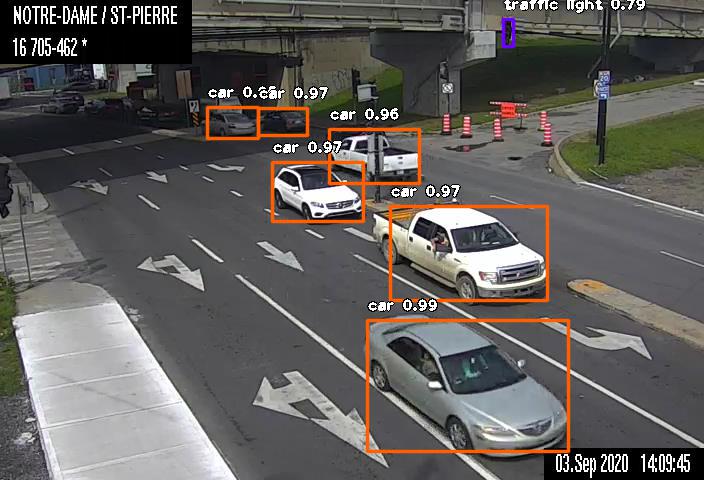 NOTRE-DAME / ST-PIERRE
16 705-462 *
traffic light 0.79
car 0.97
car 0.96
car 0.97
car 0.97
car 0.99
03.Sep 2020 14:09:45